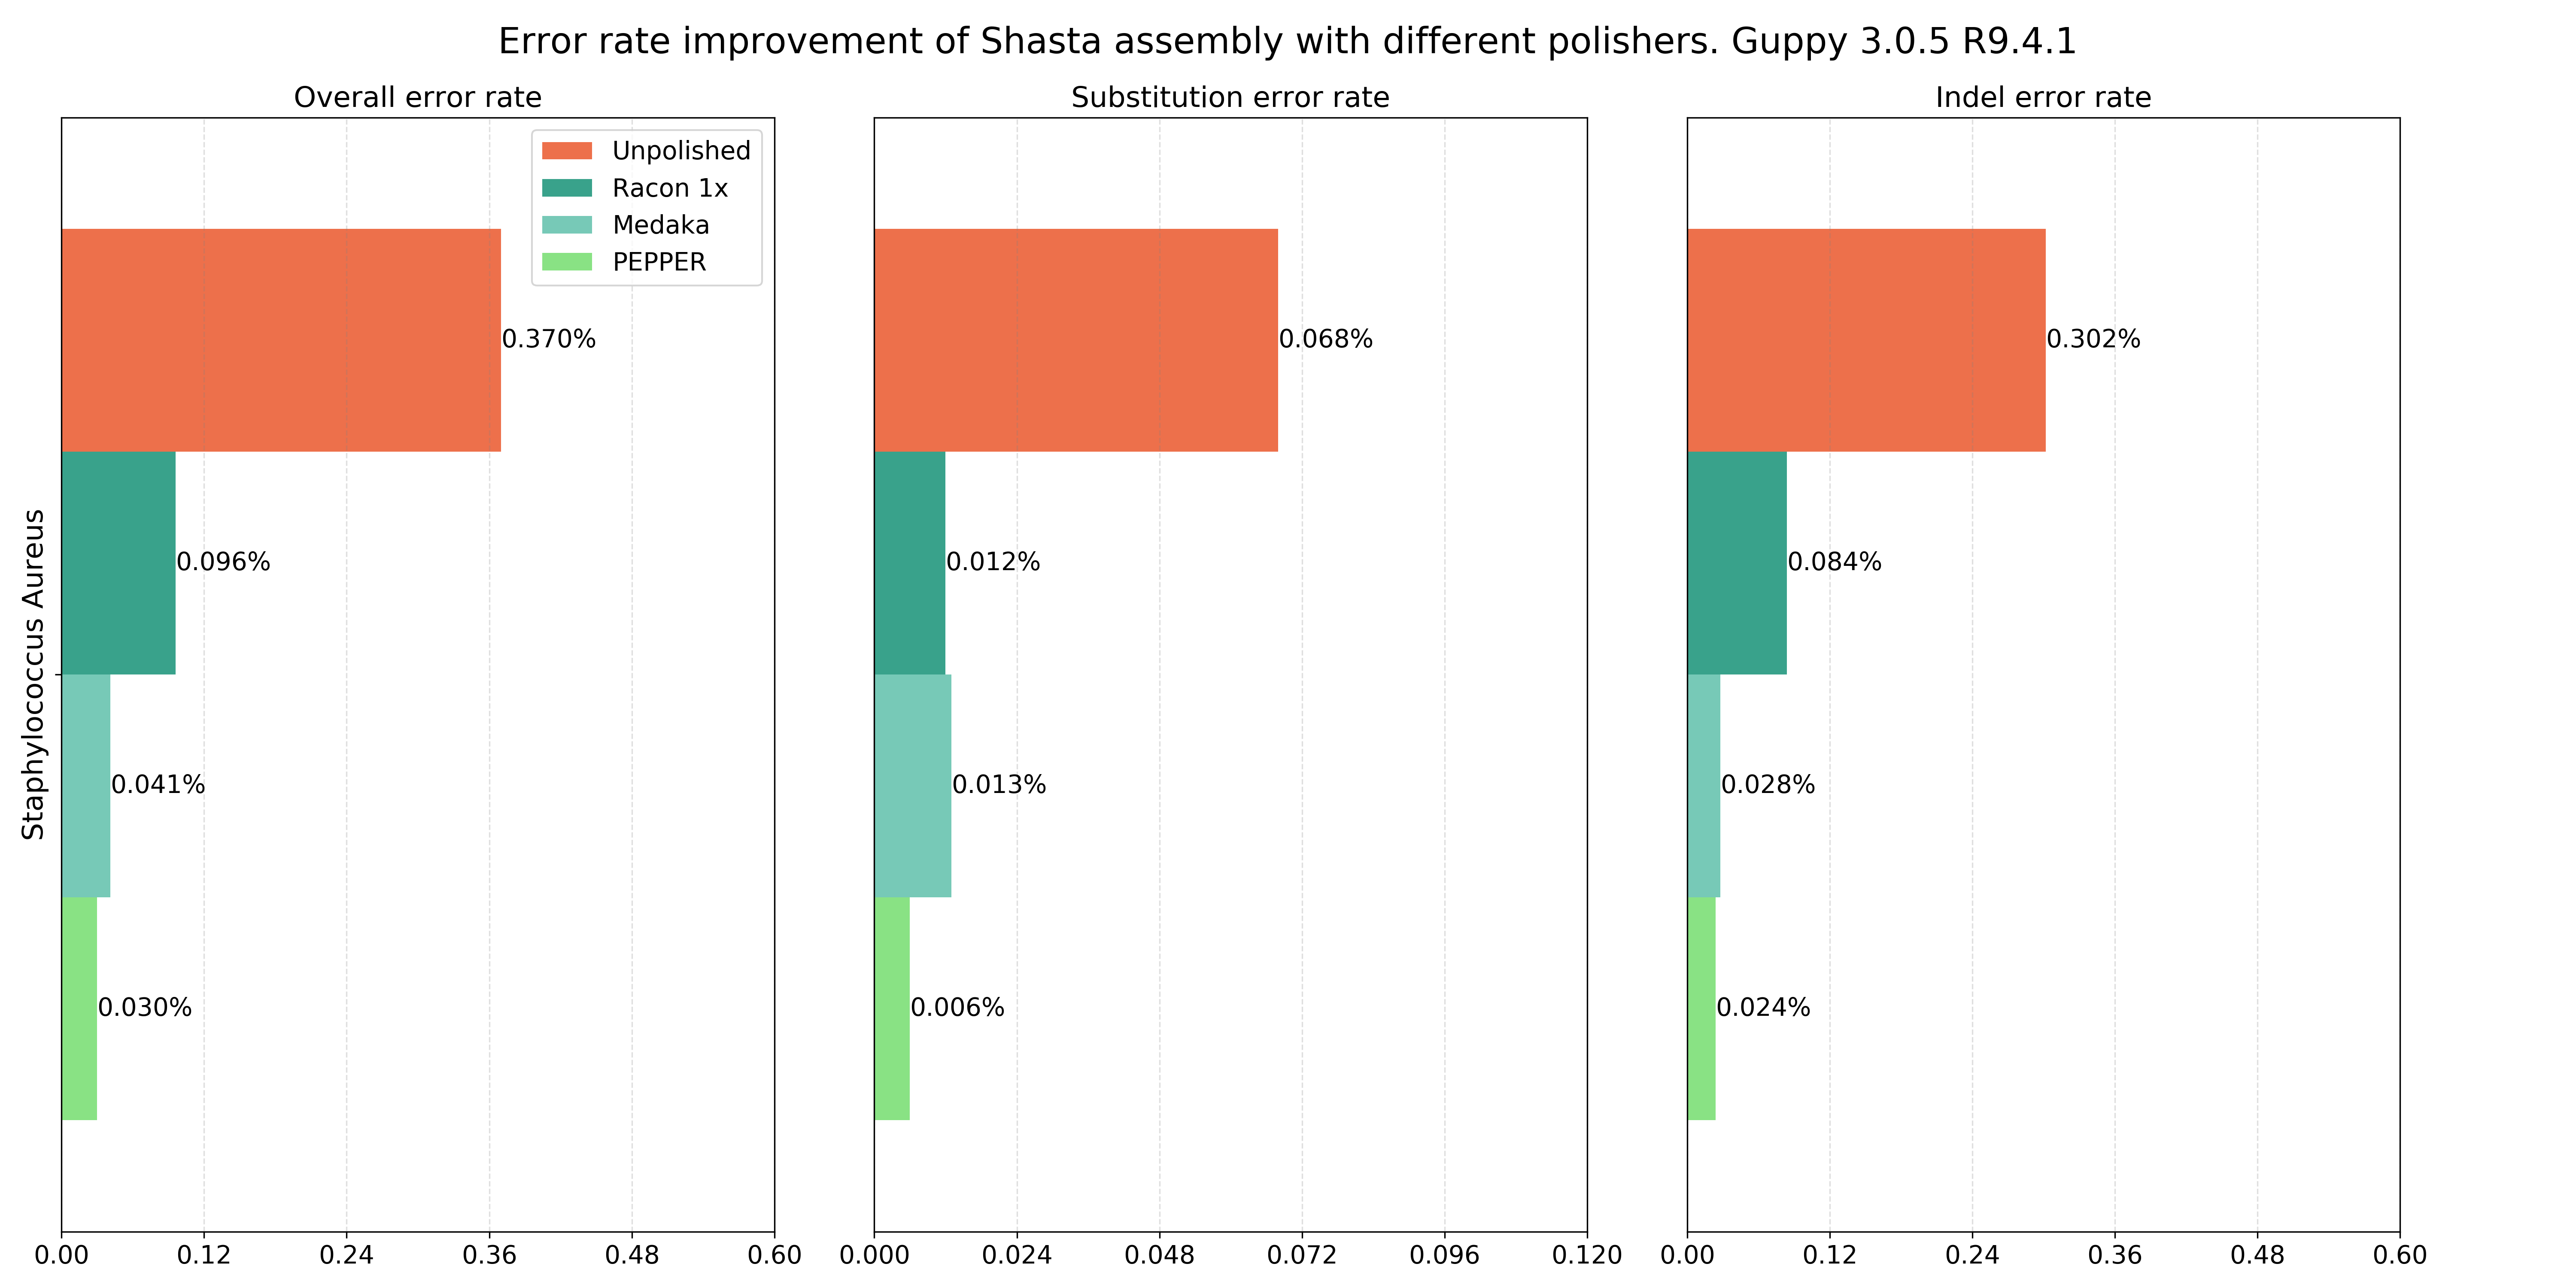 Error rate improvement of Shasta assembly with different polishers. Guppy 3.0.5 R9.4.1
Overall error rate
Unpolished
Racon 1x
Medaka
PEPPER
0.370%
0.096%
0.041%
0.030%
Staphylococcus Aureus
0.00 0.12 0.24 0.36 0.48 0.60
Substitution error rate
0.068%
0.012%
0.013%
0.006%
0.000 0.024 0.048 0.072 0.096 0.120
Indel error rate
0.302%
0.084%
0.028%
0.024%
0.00 0.12 0.24 0.36 0.48 0.60